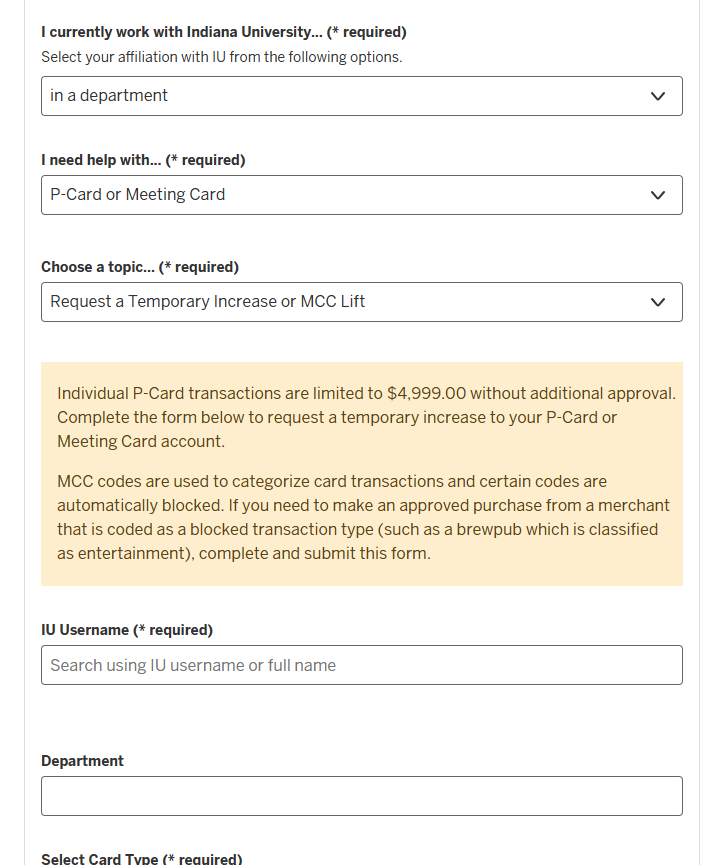 I currently work with Indiana University... (* required)
Select your affiliation with IU from the following options.
in a department
I need help with... (* required)
P-Card or Meeting Card
Choose a topic... (* required)
Request a Temporary Increase or MCC Lift
Individual P-Card transactions are limited to $4,999.00 without additional approval.
Complete the form below to request a temporary increase to your P-Card or
Meeting Card account.
MCC codes are used to categorize card transactions and certain codes are
automatically blocked. If you need to make an approved purchase from a merchant
that is coded as a blocked transaction type (such as a brewpub which is classified
as entertainment), complete and submit this form.
IU Username (* required)
Search using IU username or full name
Department
Select Card Type (* required)